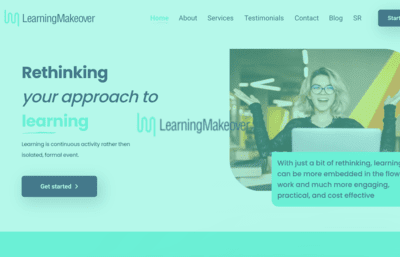 LearningMakeover
Home About Services Testimonials Contact Blog SR
Start
Rethinking
your approach to
learning
LearningMakeover
Learning is continuous activity rather then
isolated, formal event.
Get started
With just a bit of rethinking, learning
can be more embedded in the flow
work and much more engaging,
practical, and cost effective